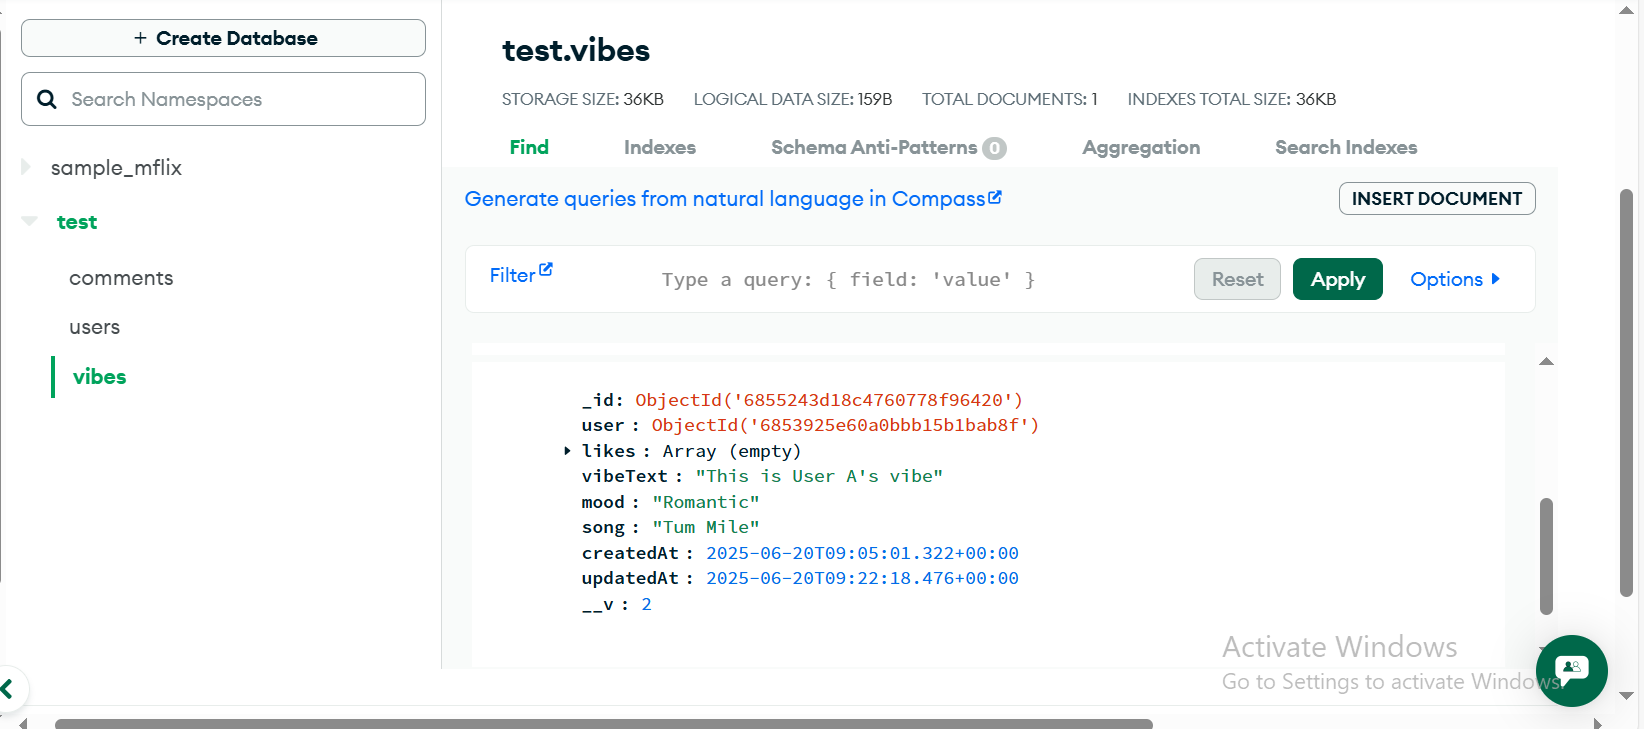 + Create Database
Search Namespaces
sample_mflix
test
comments
users
vibes
test.vibes
STORAGE SIZE: 36KB LOGICAL DATA SIZE: 159B TOTAL DOCUMENTS: 1 INDEXES TOTAL SIZE: 36KB
Find Indexes Schema Anti-Patterns 0 Aggregation Search Indexes
Generate queries from natural language in Compass INSERT DOCUMENT
Filter Type a query: { field: 'value' } Reset Apply Options
_id: ObjectId('6855243d18c4760778f96420')
user : ObjectId('6853925e60a0bbb15b1bab8f')
likes : Array (empty)
vibeText : "This is User A's vibe"
mood : "Romantic"
song : "Tum Mile"
createdAt : 2025-06-20T09:05:01.322+00:00
updatedAt : 2025-06-20T09:22:18.476+00:00
__v : 2
Activate Windows
Go to Settings to activate Windows.